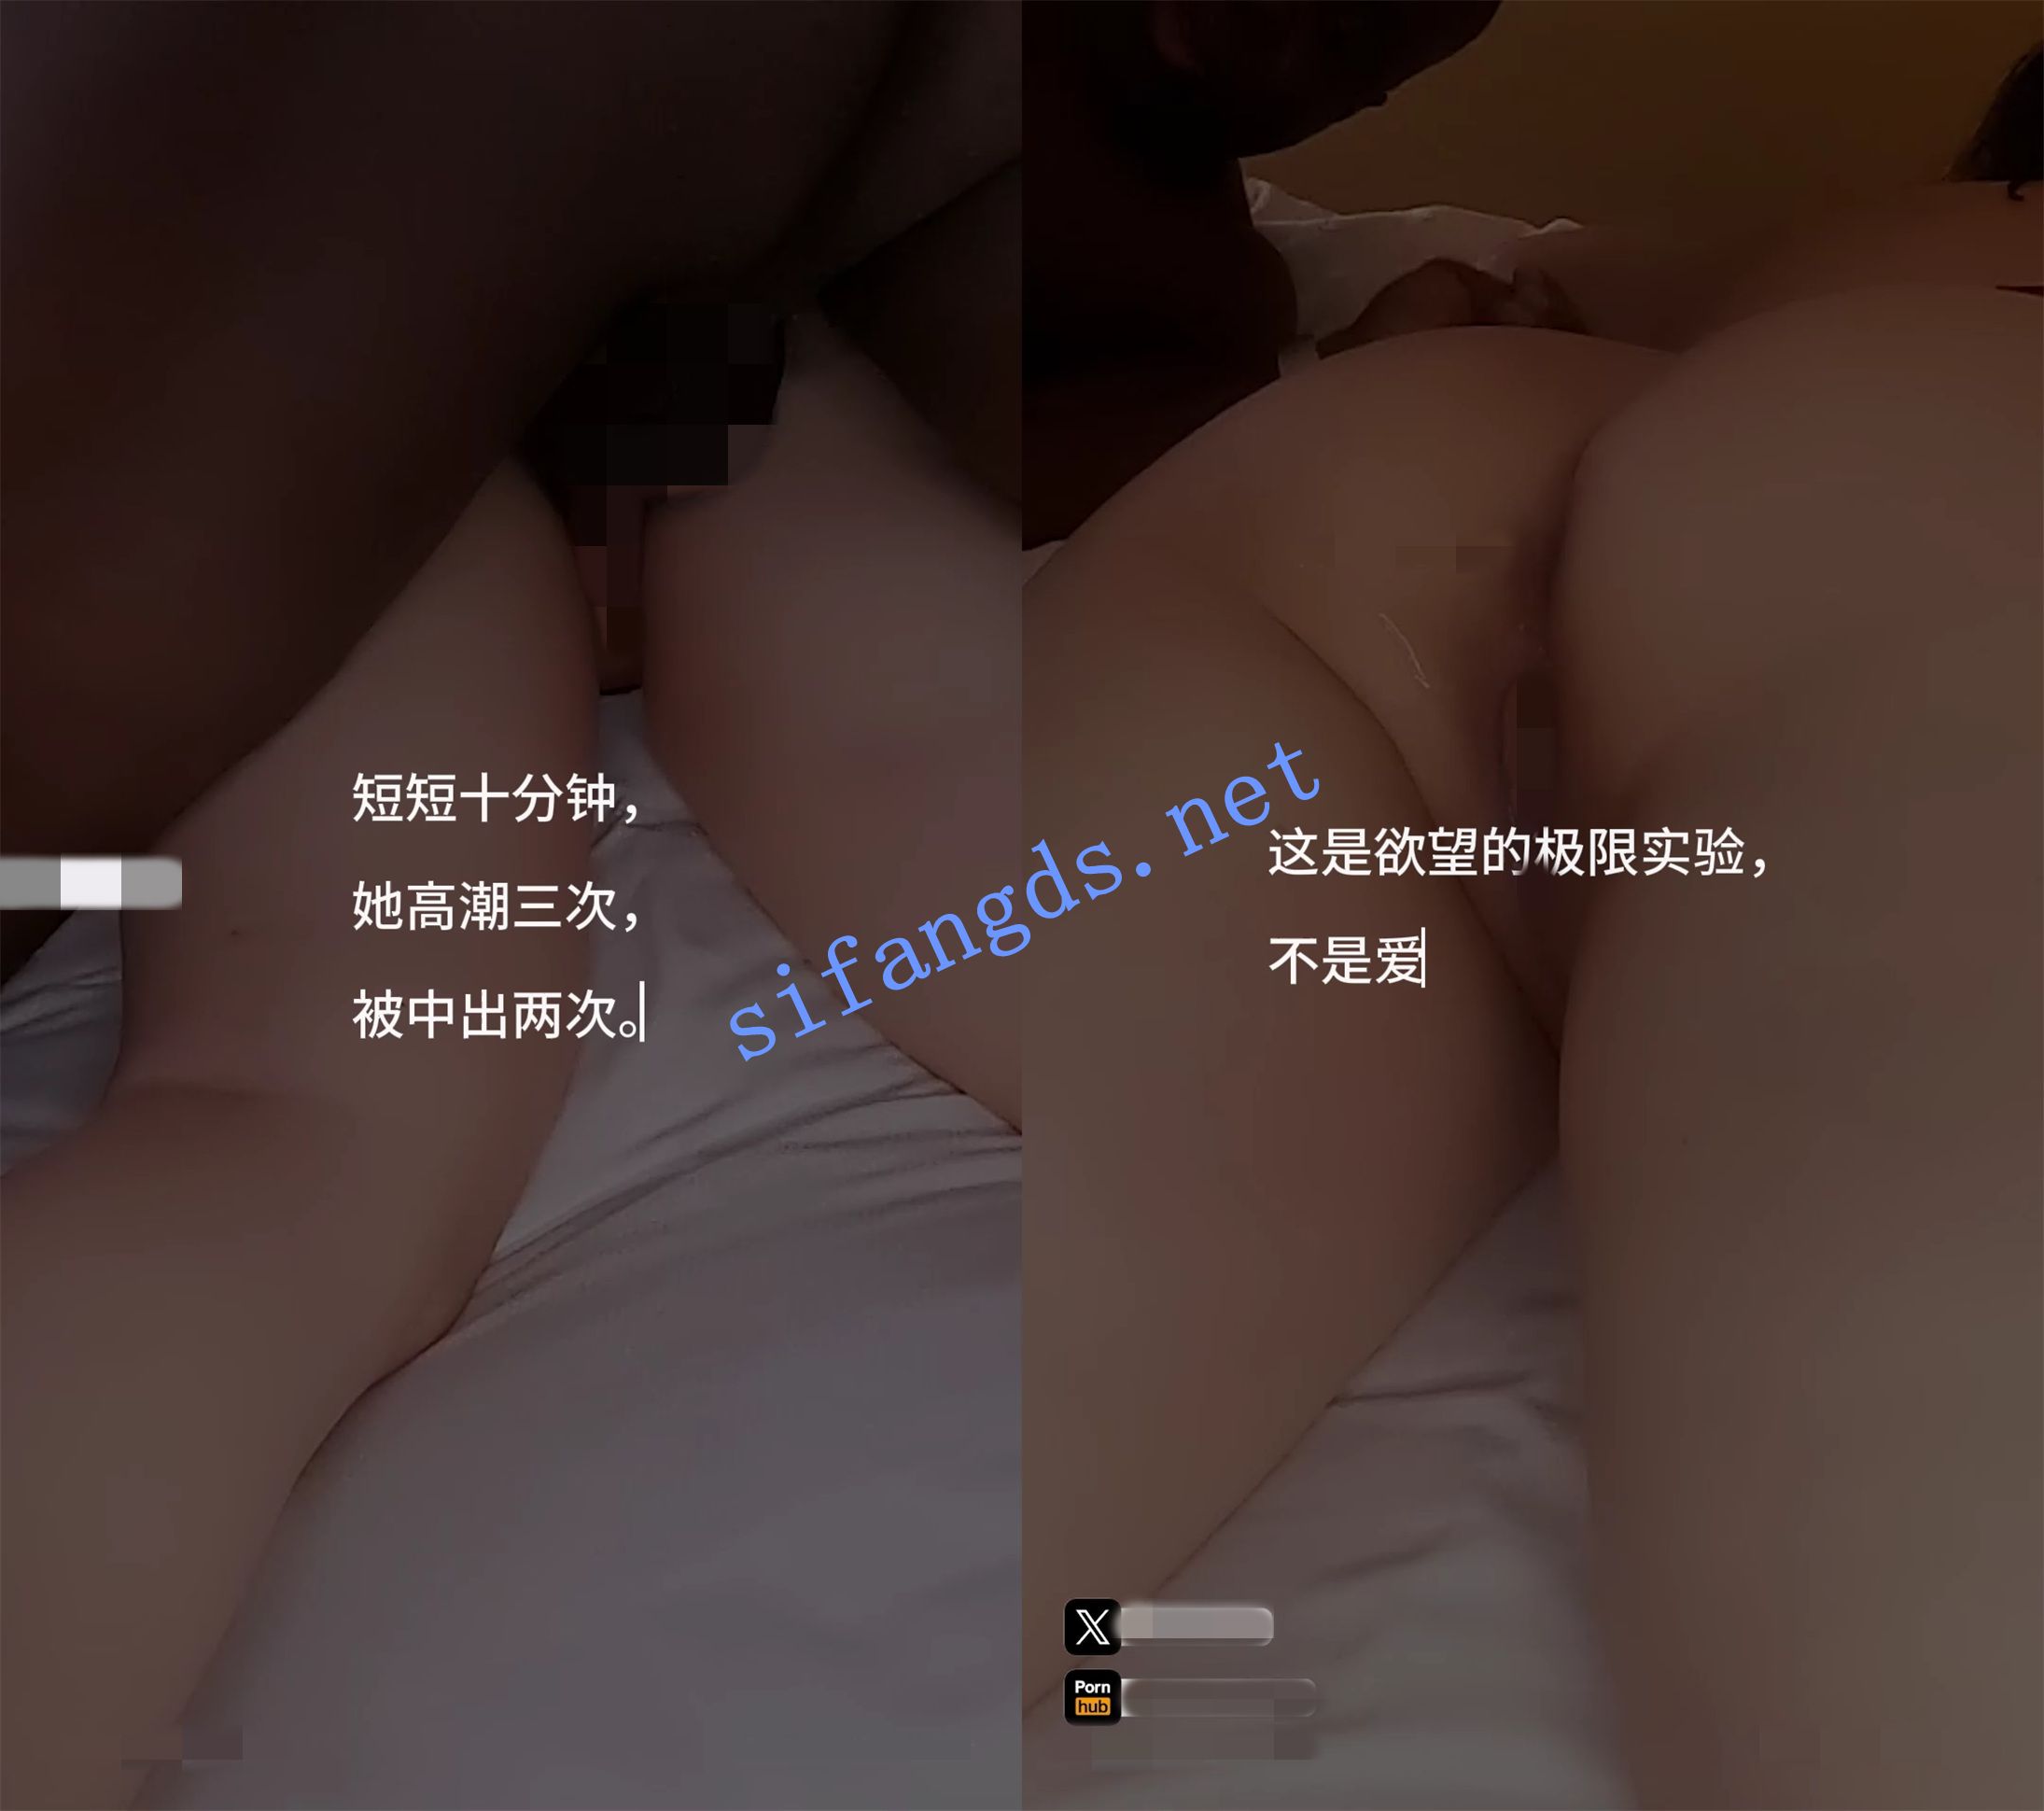 短短十分钟，
她高潮三次，
被中出两次。
sifangds.net
这是欲望的极限实验，
不是爱
X
Porn
hub